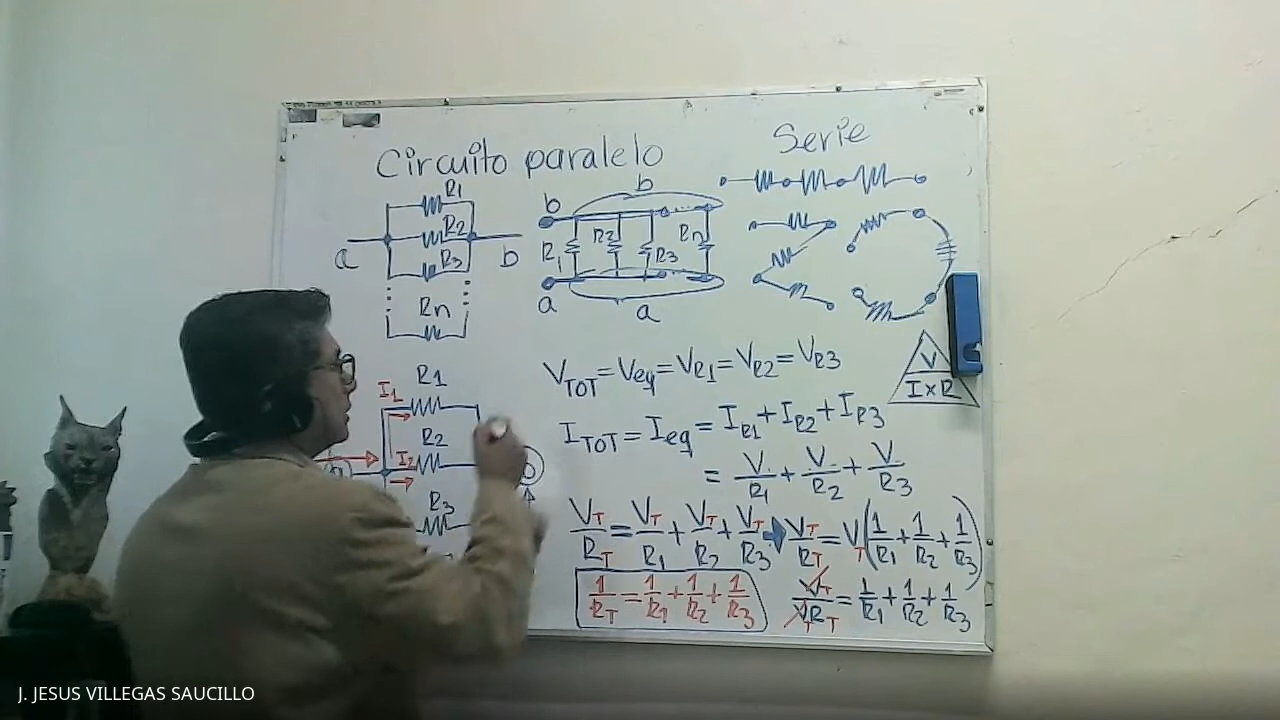 Circuito paralelo
Serie
R1
R2
R3
Rn
a
b
b
b
R1
R2
R3
Rn
a
a
R1
I1
R2
I2
R3
V_TOT = Veq = V_R1 = V_R2 = V_R3
V
I x R
I_TOT = Ieq = I_R1 + I_R2 + I_R3
= V/R1 + V/R2 + V/R3
V_T/R_T = V_T/R1 + V_T/R2 + V_T/R3 → V_T/R_T = V_T(1/R1 + 1/R2 + 1/R3)
1/R_T = 1/R1 + 1/R2 + 1/R3
V_T/V_T R_T = 1/R1 + 1/R2 + 1/R3
J. JESUS VILLEGAS SAUCILLO